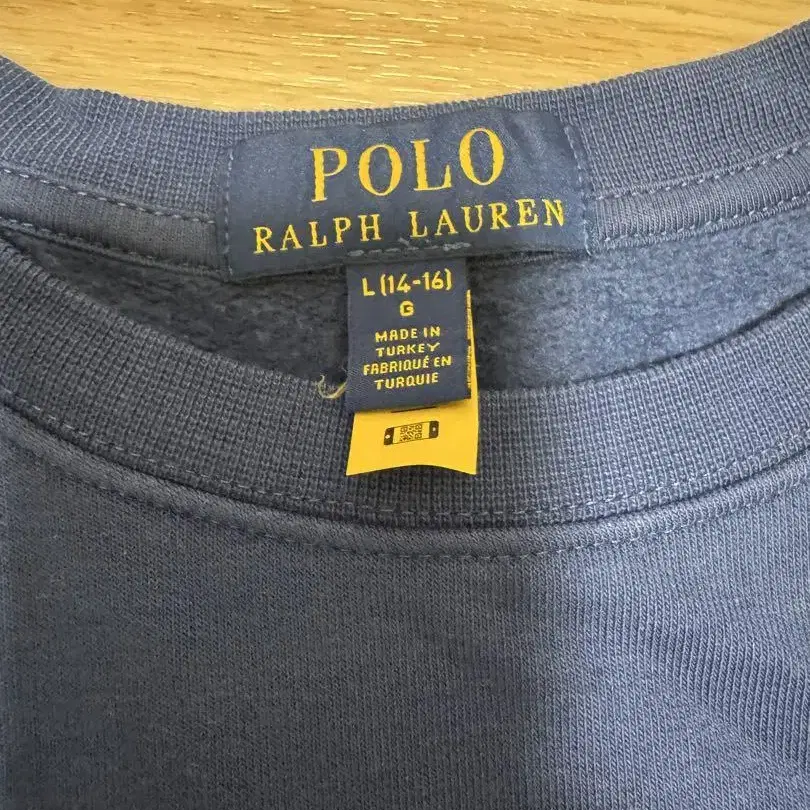 POLO
RALPH LAUREN
L (14-16)
G
MADE IN
TURKEY
FABRIQUÉ EN
TURQUIE